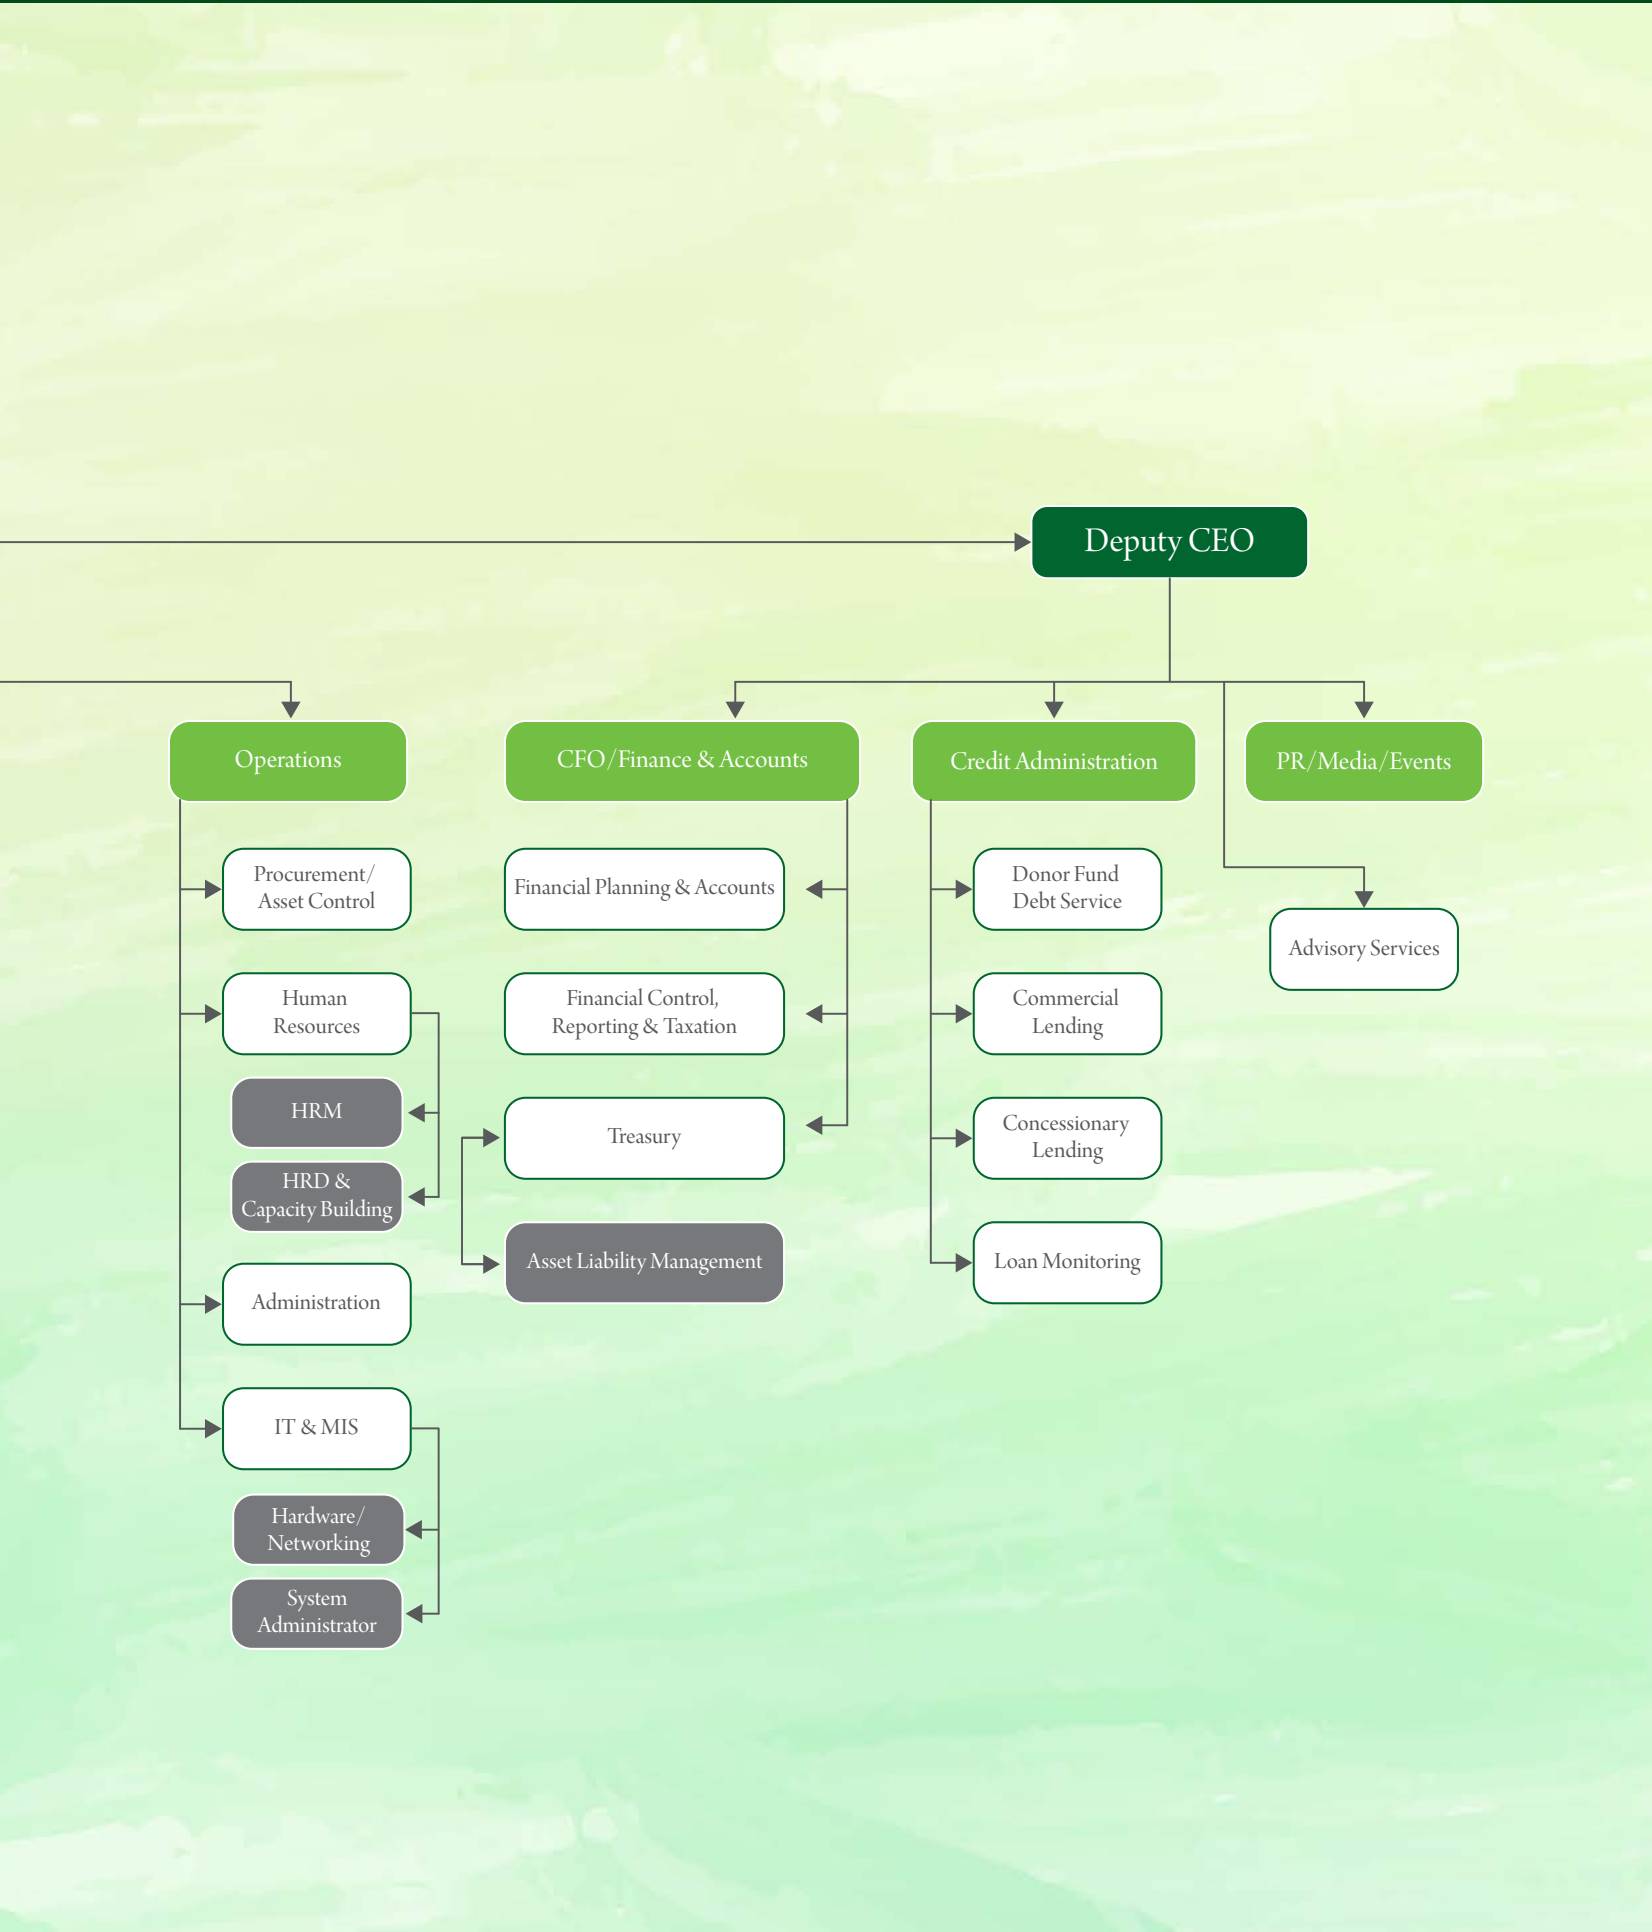 Deputy CEO
Operations
CFO/Finance & Accounts
Credit Administration
PR/Media/Events
Procurement/
Asset Control
Human
Resources
HRM
HRD &
Capacity Building
Administration
IT & MIS
Hardware/
Networking
System
Administrator
Financial Planning & Accounts
Financial Control,
Reporting & Taxation
Treasury
Asset Liability Management
Donor Fund
Debt Service
Commercial
Lending
Concessionary
Lending
Loan Monitoring
Advisory Services